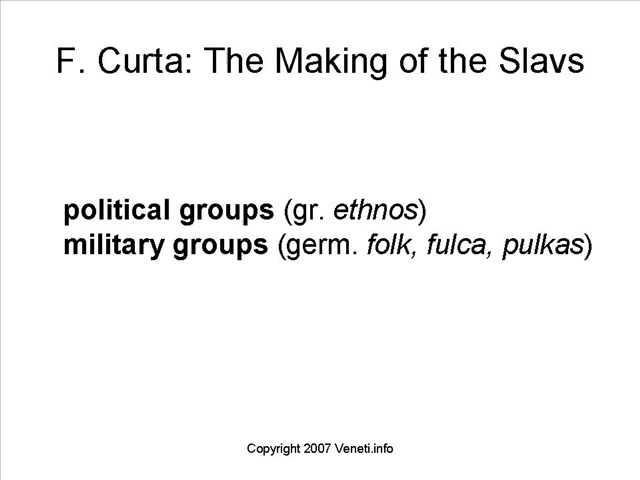 F. Curta: The Making of the Slavs
political groups (gr. ethnos)
military groups (germ. folk, fulca, pulkas)
Copyright 2007 Veneti.info